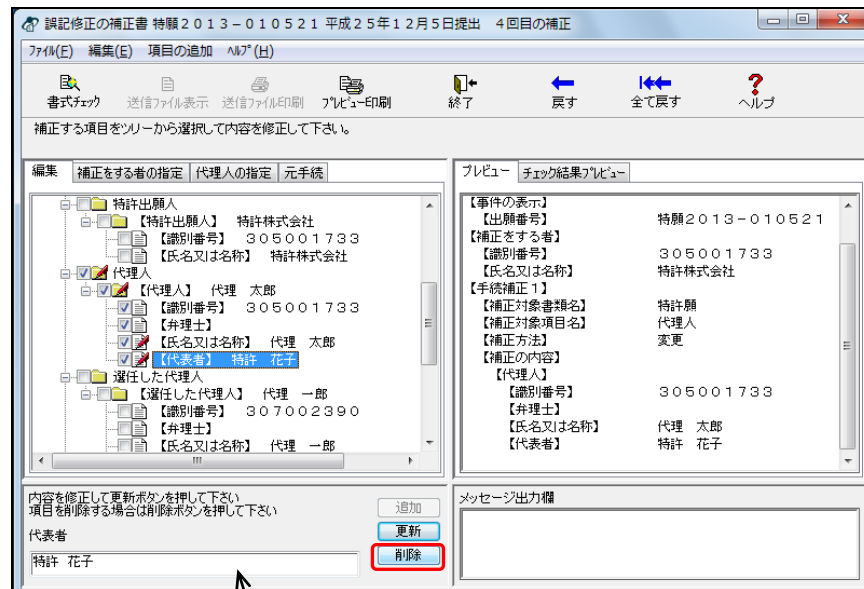 誤記修正の補正書 特願２０１３－０１０５２１ 平成２５年１２月５日提出　４回目の補正
ﾌｧｲﾙ(F)　編集(E)　項目の追加　ﾍﾙﾌﾟ(H)
書式ﾁｪｯｸ　送信ﾌｧｲﾙ表示　送信ﾌｧｲﾙ印刷　ﾌﾟﾚﾋﾞｭｰ印刷　終了　戻す　全て戻す　ヘルプ
補正する項目をツリーから選択して内容を修正して下さい。
編集　補正をする者の指定　代理人の指定　元手続
特許出願人
【特許出願人】　特許株式会社
【識別番号】　３０５００１７３３
【氏名又は名称】　特許株式会社
代理人
【代理人】　代理　太郎
【識別番号】　３０５００１７３３
【弁理士】
【氏名又は名称】　代理　太郎
【代表者】　特許　花子
選任した代理人
【選任した代理人】　代理　一郎
【識別番号】　３０７００２３９０
【弁理士】
【氏名又は名称】　代理　一郎
プレビュー　ﾁｪｯｸ結果ﾌﾟﾚﾋﾞｭｰ
【事件の表示】
【出願番号】　特願２０１３－０１０５２１
【補正をする者】
【識別番号】　３０５００１７３３
【氏名又は名称】　特許株式会社
【手続補正１】
【補正対象書類名】　特許願
【補正対象項目名】　代理人
【補正方法】　変更
【補正の内容】
【代理人】
【識別番号】　３０５００１７３３
【弁理士】
【氏名又は名称】　代理　太郎
【代表者】　特許　花子
内容を修正して更新ボタンを押して下さい
項目を削除する場合は削除ボタンを押して下さい
追加
更新
削除
代表者
特許　花子
メッセージ出力欄